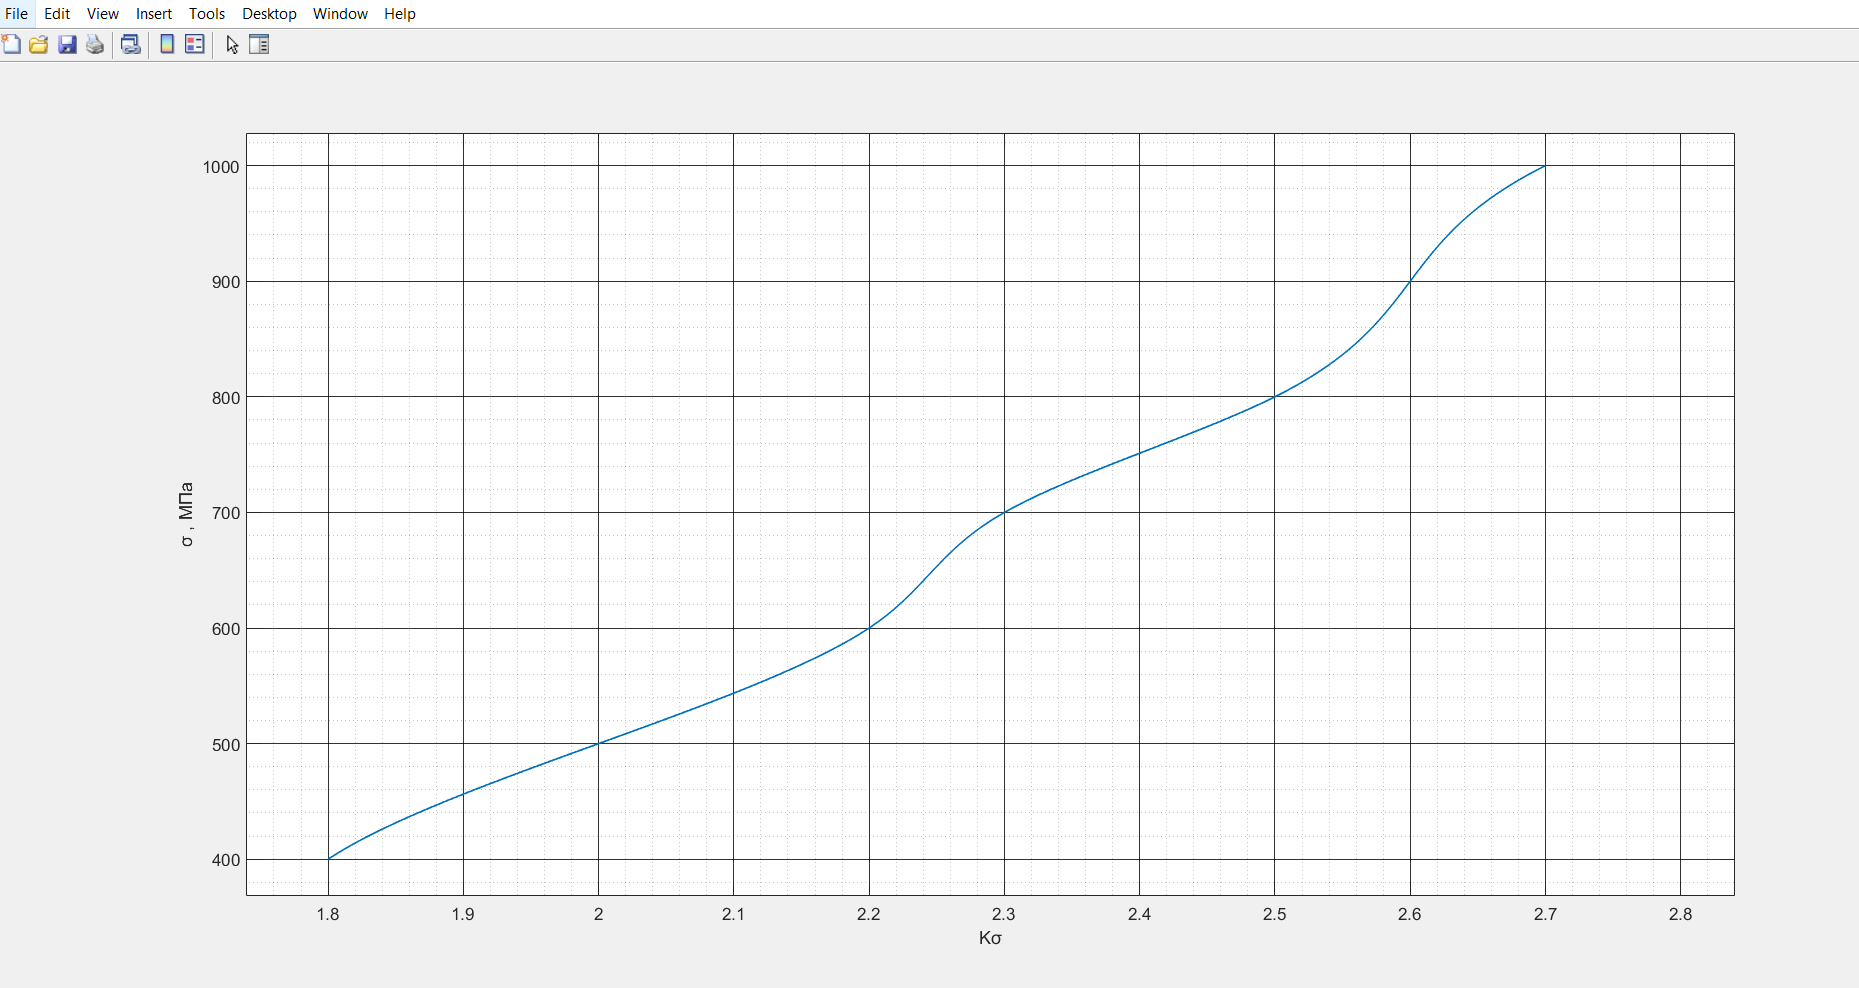 File Edit View Insert Tools Desktop Window Help
1000
900
800
700
600
500
400
σ , МПа
1.8 1.9 2 2.1 2.2 2.3 2.4 2.5 2.6 2.7 2.8
Kσ